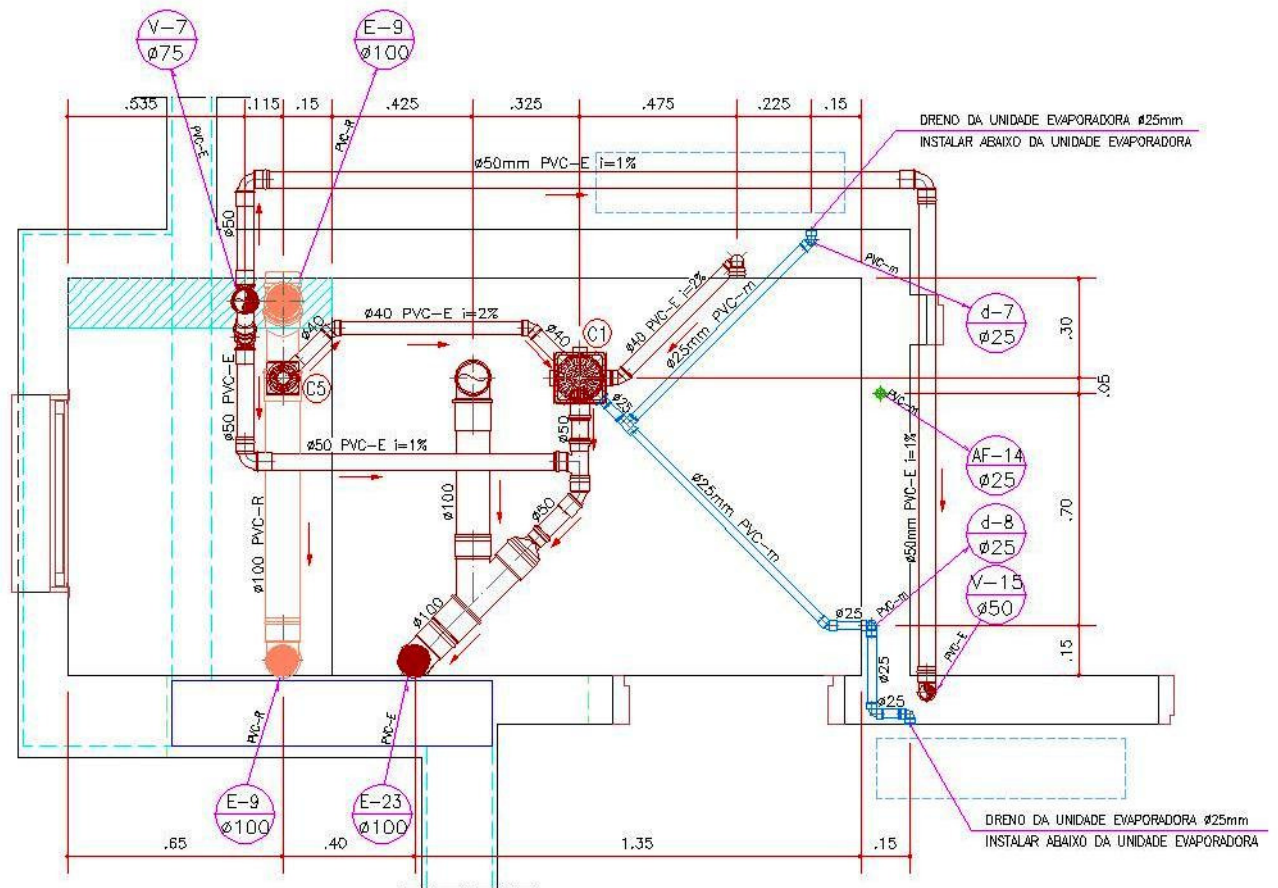 V-7
ø75
E-9
ø100
.535
.115
.15
.425
.325
.475
.225
.15
DRENO DA UNIDADE EVAPORADORA ø25mm
INSTALAR ABAIXO DA UNIDADE EVAPORADORA
PVC-E
PVC-R
ø50mm PVC-E i=1%
ø50
PVC-m
d-7
ø25
ø40
ø40 PVC-E i=2%
ø40
C1
ø40 PVC-E i=2%
ø25mm PVC-m
.30
.05
C5
ø50 PVC-E
ø25
ø50
PVC-m
AF-14
ø25
ø50 PVC-E i=1%
ø100 PVC-R
ø100
ø50
ø25mm PVC-m
ø50mm PVC-E i=1%
.70
d-8
ø25
V-15
ø50
ø100
ø25
PVC-m
PVC-E
.15
ø25
ø25
PVC-R
PVC-E
E-9
ø100
E-23
ø100
DRENO DA UNIDADE EVAPORADORA ø25mm
INSTALAR ABAIXO DA UNIDADE EVAPORADORA
.65
.40
1.35
.15